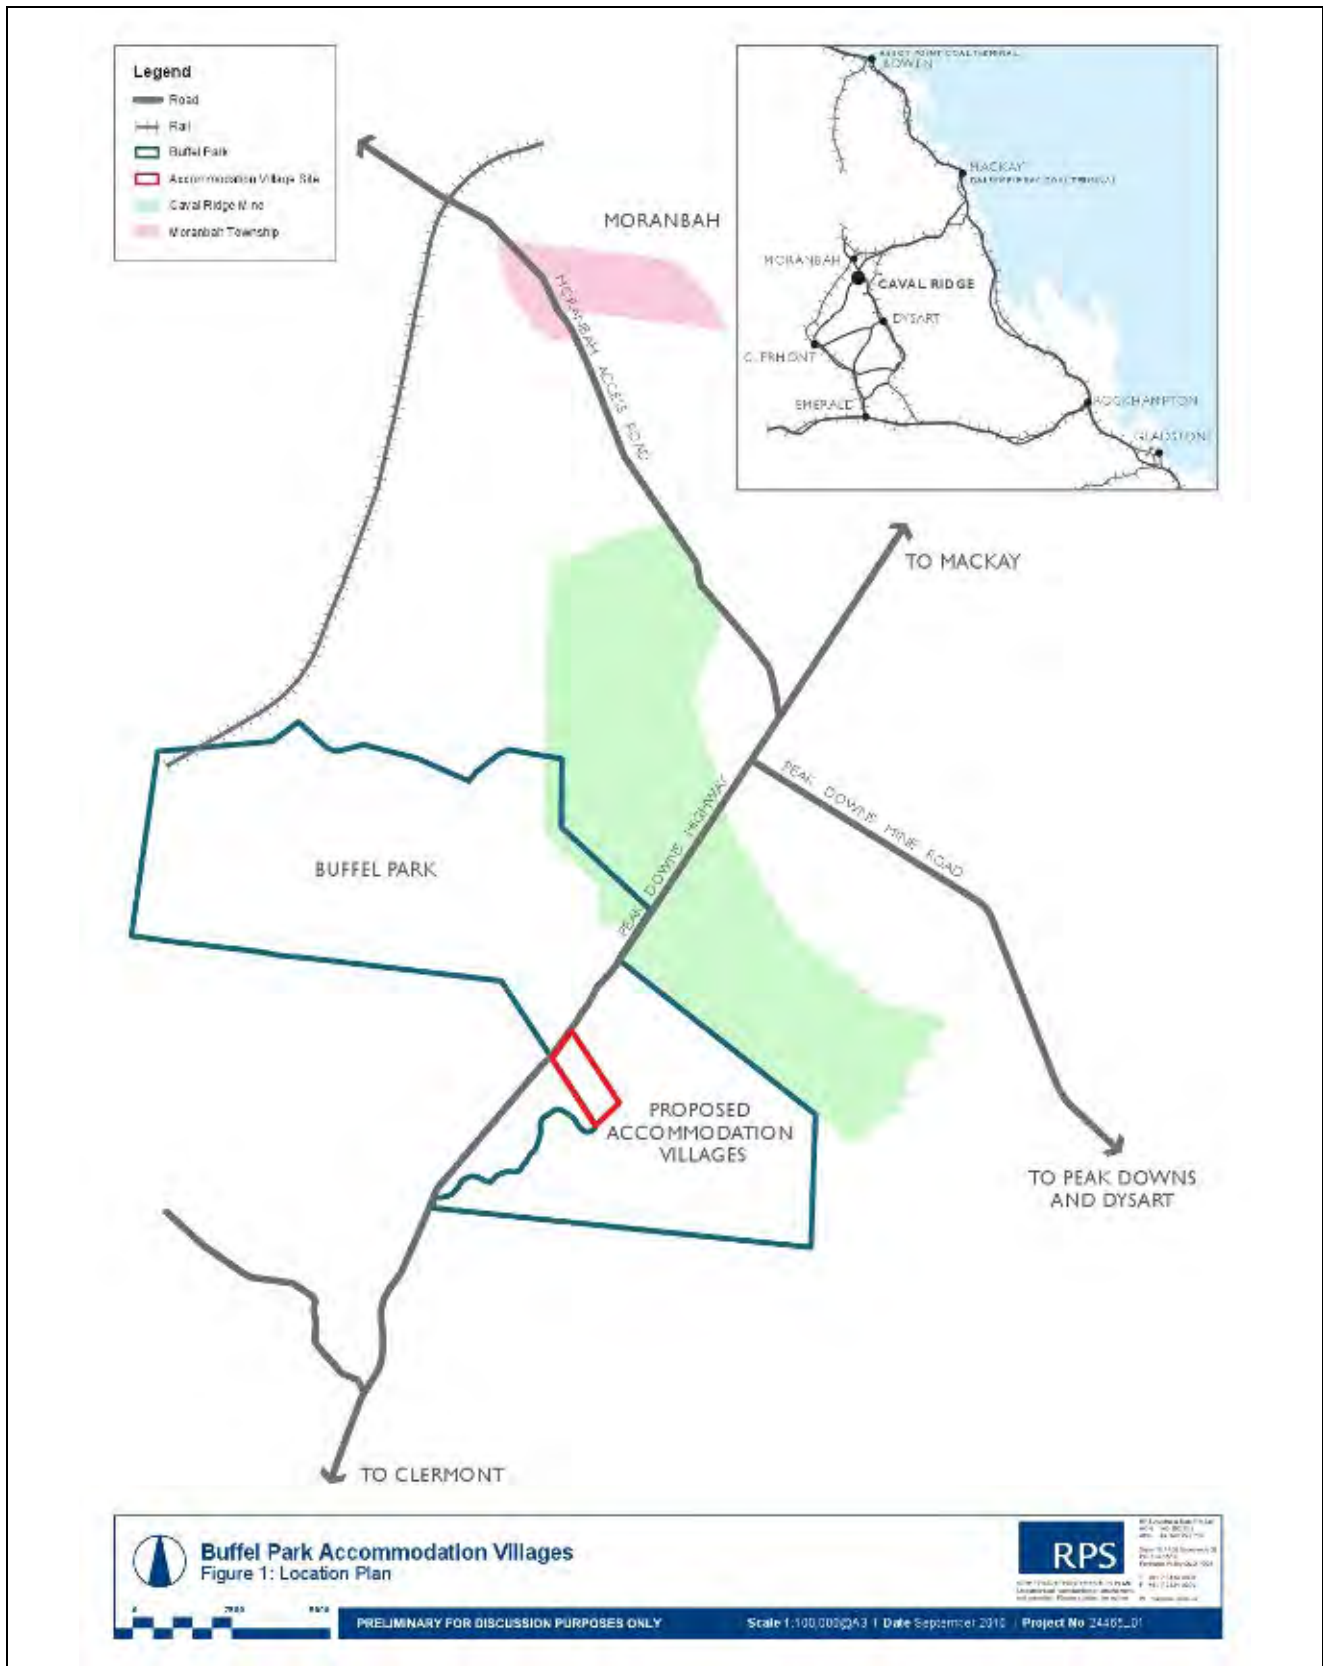 Legend
Road
Rail
Buffel Park
Accommodation Village Site
Caval Ridge Mine
Moranbah Township
MORANBAH
MORANBAH ACCESS ROAD
BOWEN
MACKAY
MORANBAH
CAVAL RIDGE
DYSART
CLERMONT
EMERALD
ROCKHAMPTON
GLADSTONE
TO MACKAY
PEAK DOWNS HIGHWAY
PEAK DOWNS MINE ROAD
BUFFEL PARK
PROPOSED
ACCOMMODATION
VILLAGES
TO PEAK DOWNS
AND DYSART
TO CLERMONT
Buffel Park Accommodation Villages
Figure 1: Location Plan
RPS
PRELIMINARY FOR DISCUSSION PURPOSES ONLY
Scale 1:100,000@A3 | Date September 2010 | Project No 24465_01